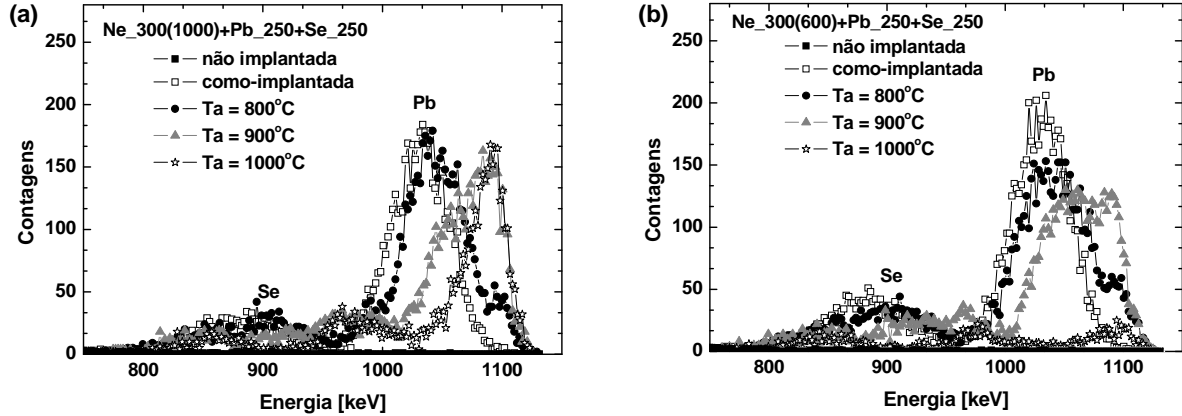 (a)
Ne_300(1000)+Pb_250+Se_250
não implantada
como-implantada
Ta = 800°C
Ta = 900°C
Ta = 1000°C
Pb
Se
Contagens
250
200
150
100
50
0
800
900
1000
1100
Energia [keV]
(b)
Ne_300(600)+Pb_250+Se_250
não implantada
como-implantada
Ta = 800°C
Ta = 900°C
Ta = 1000°C
Pb
Se
Contagens
250
200
150
100
50
0
800
900
1000
1100
Energia [keV]